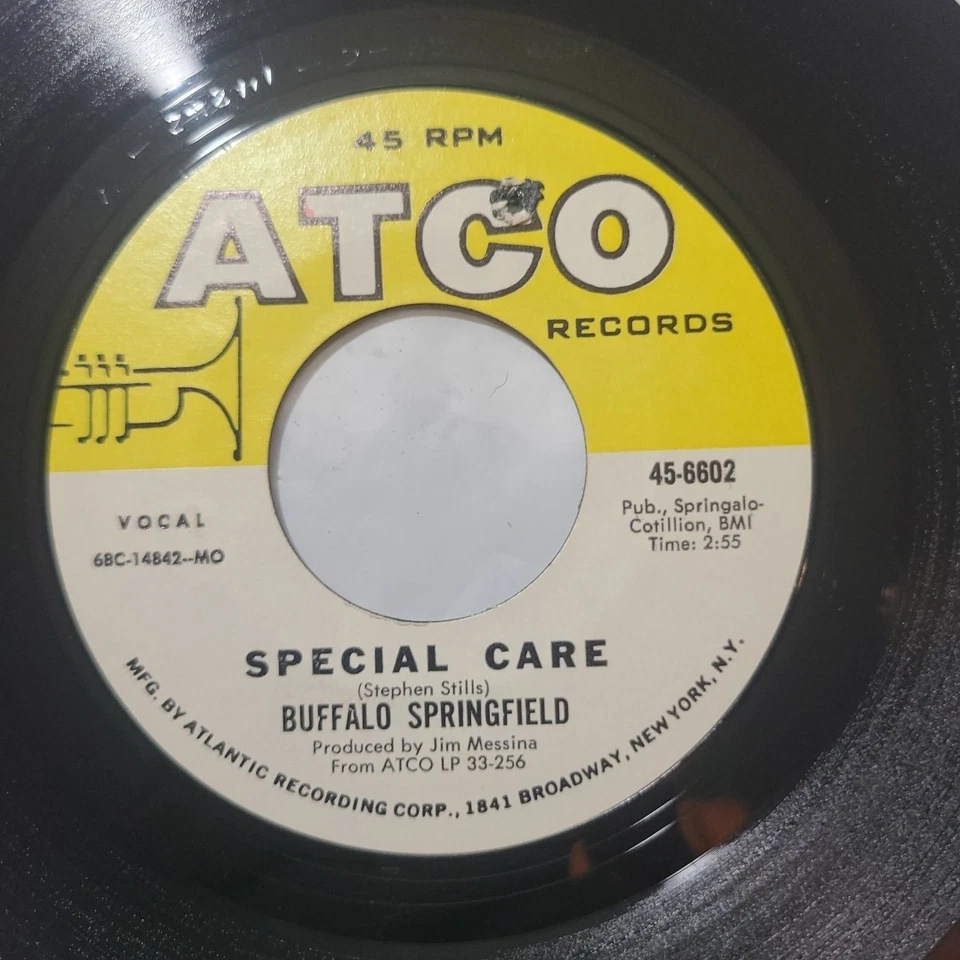 45 RPM
ATCO
RECORDS
45-6602
Pub., Springalo-
Cotillion, BMI
Time: 2:55
VOCAL
68C-14842--MO
SPECIAL CARE
(Stephen Stills)
BUFFALO SPRINGFIELD
Produced by Jim Messina
From ATCO LP 33-256
MFG. BY ATLANTIC RECORDING CORP., 1841 BROADWAY, NEW YORK, N.Y.